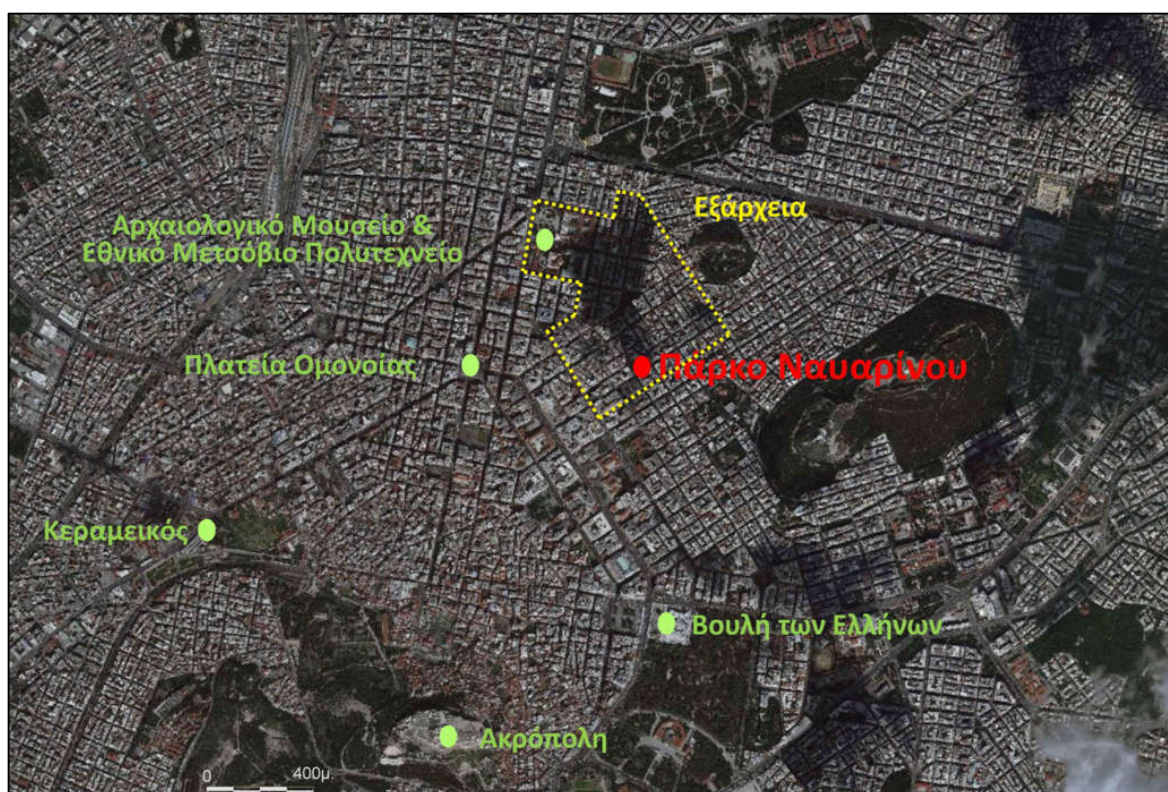 Εξάρχεια
Αρχαιολογικό Μουσείο &
Εθνικό Μετσόβιο Πολυτεχνείο
Πλατεία Ομονοίας
Πάρκο Ναυαρίνου
Κεραμεικός
Βουλή των Ελλήνων
Ακρόπολη
0 400μ.